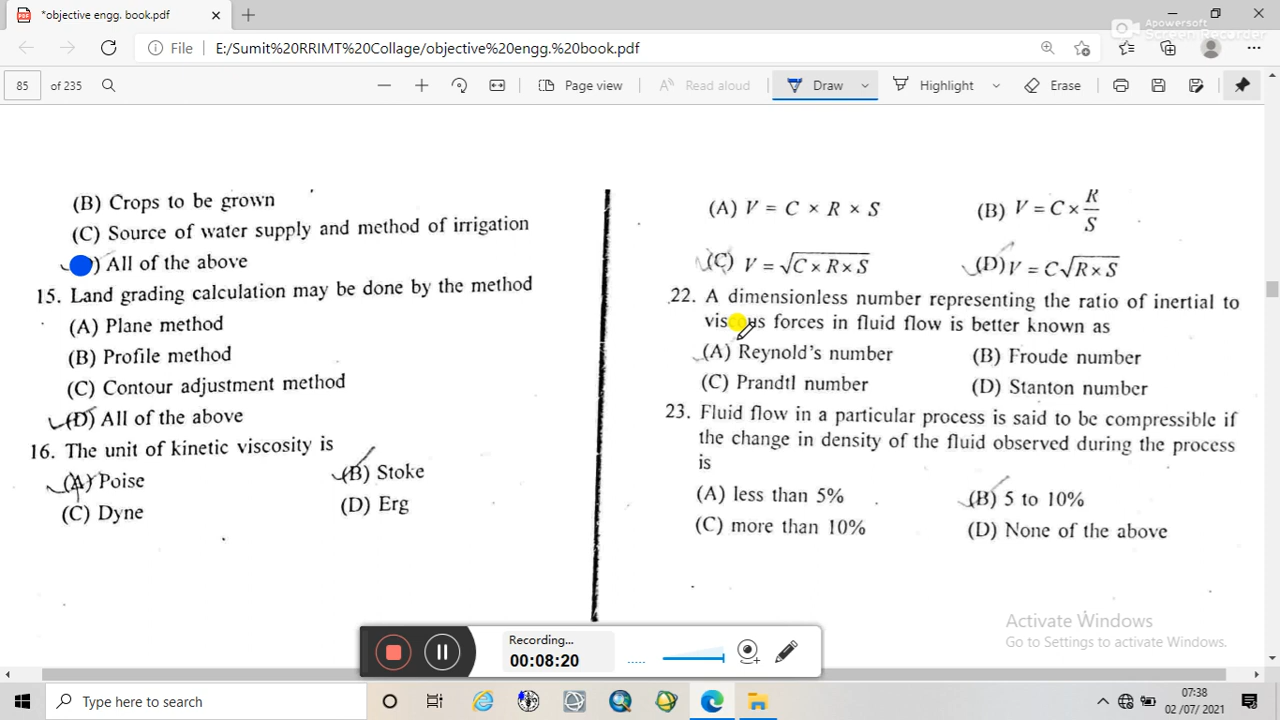 *objective engg. book.pdf
Apowersoft
Screen Recorder
File E:/Sumit%20RRIMT%20Collage/objective%20engg.%20book.pdf
85 of 235 Page view Read aloud Draw Highlight Erase
(B) Crops to be grown
(C) Source of water supply and method of irrigation
) All of the above
15. Land grading calculation may be done by the method
(A) Plane method
(B) Profile method
(C) Contour adjustment method
(D) All of the above
16. The unit of kinetic viscosity is
(A) Poise (B) Stoke
(C) Dyne (D) Erg
(A) V = C × R × S (B) V = C × R/S
(C) V = √C × R × S (D) V = C√R × S
22. A dimensionless number representing the ratio of inertial to
viscous forces in fluid flow is better known as
(A) Reynold's number (B) Froude number
(C) Prandtl number (D) Stanton number
23. Fluid flow in a particular process is said to be compressible if
the change in density of the fluid observed during the process
is
(A) less than 5% (B) 5 to 10%
(C) more than 10% (D) None of the above
Activate Windows
Go to Settings to activate Windows.
Recording...
00:08:20
Type here to search
07:38
02/07/2021